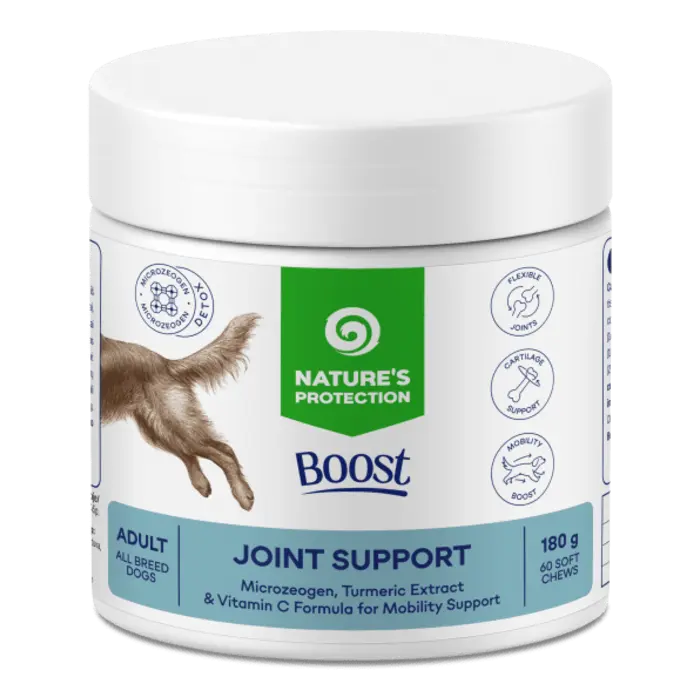 MICROZEOGEN
MICROZEOGEN
DETOX
NATURE'S
PROTECTION
Boost
FLEXIBLE
JOINTS
CARTILAGE
SUPPORT
MOBILITY
BOOST
ADULT
ALL BREED
DOGS
JOINT SUPPORT
Microzeogen, Turmeric Extract
& Vitamin C Formula for Mobility Support
180 g
60 SOFT
CHEWS